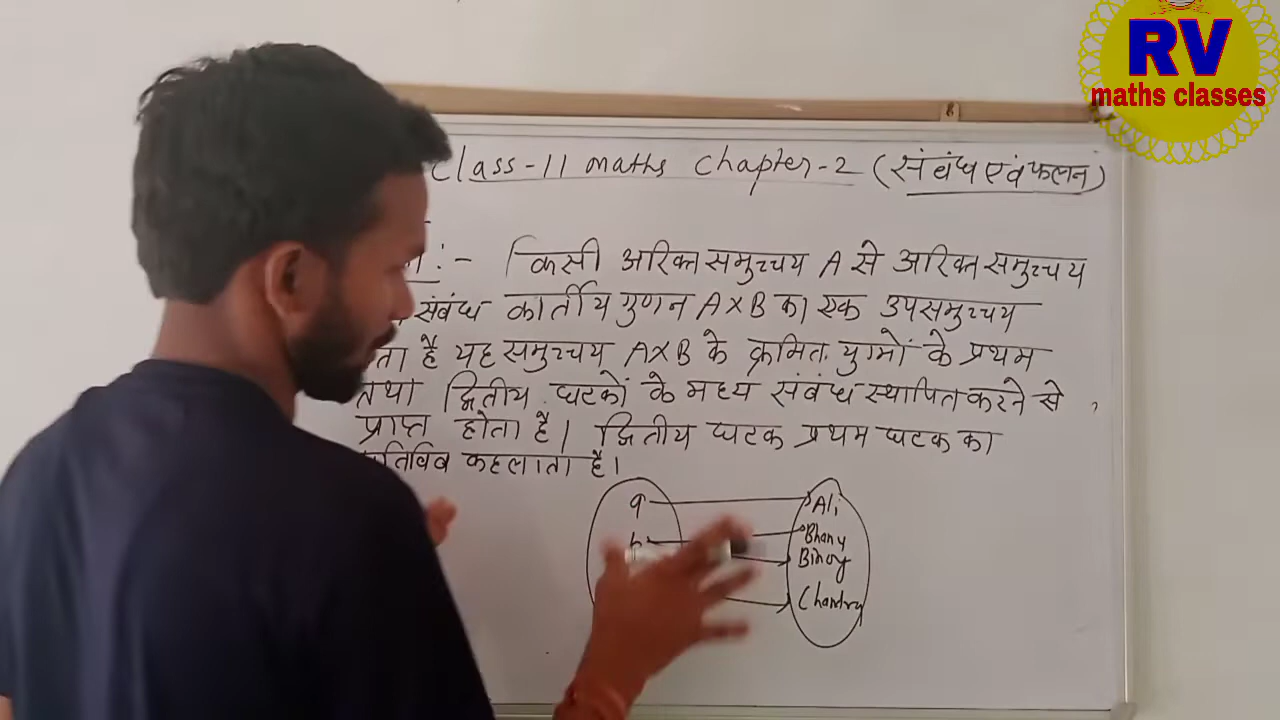 RV
maths classes
Class-11 maths Chapter-2 (संबंध एवं फलन)
:- किसी अरिक्त समुच्चय A से अरिक्त समुच्चय
संबंध कार्तीय गुणन A×B का एक उपसमुच्चय
है यह समुच्चय A×B के क्रमित युग्मों के प्रथम
तथा द्वितीय घटकों के मध्य संबंध स्थापित करने से
प्राप्त होता है। द्वितीय घटक प्रथम घटक का
कहलाता है।
a Ali
b Bhanu
Binoy
Chandra